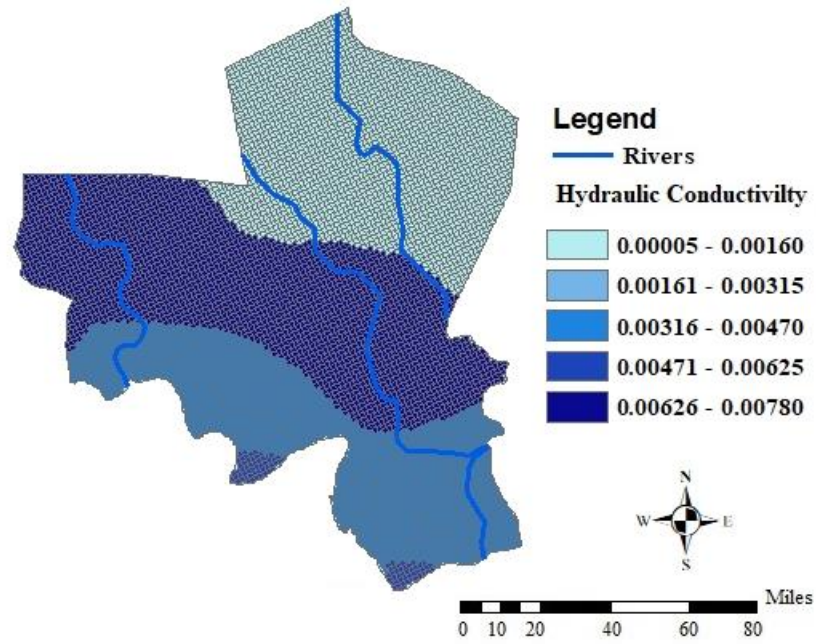 Legend
Rivers
Hydraulic Conductivilty
0.00005 - 0.00160
0.00161 - 0.00315
0.00316 - 0.00470
0.00471 - 0.00625
0.00626 - 0.00780
N
W E
S
Miles
0 10 20 40 60 80